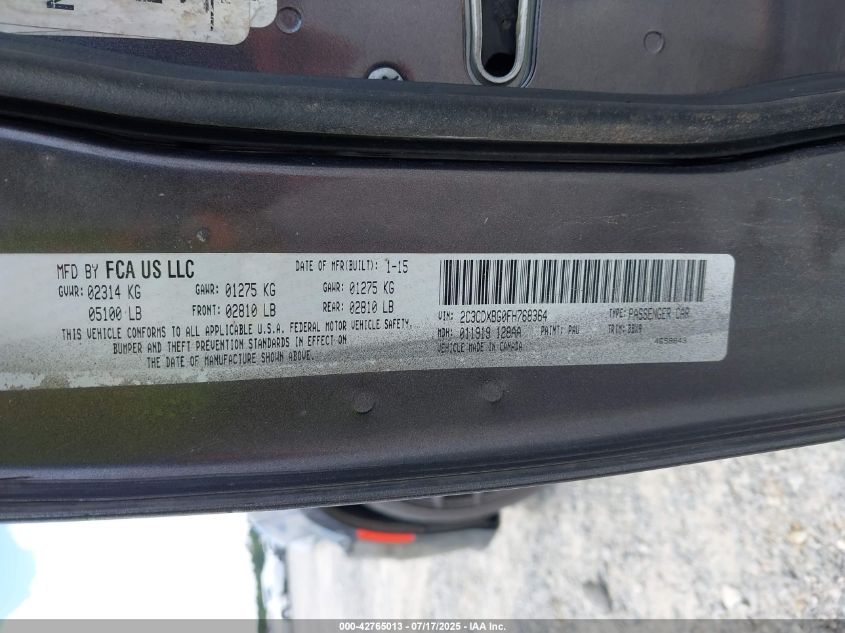 MFD BY FCA US LLC DATE OF MFR(BUILT): 1-15
GVWR: 02314 KG GAWR: 01275 KG GAWR: 01275 KG
05100 LB FRONT: 02810 LB REAR: 02810 LB
THIS VEHICLE CONFORMS TO ALL APPLICABLE U.S.A. FEDERAL MOTOR VEHICLE SAFETY,
BUMPER AND THEFT PREVENTION STANDARDS IN EFFECT ON
THE DATE OF MANUFACTURE SHOWN ABOVE.
VIN: 2C3CDXBG0FH768364 TYPE: PASSENGER CAR
MDH: 011919 128AA PAINT: PAU TRIM:
VEHICLE MADE IN CANADA
000-42765013 - 07/17/2025 - IAA Inc.